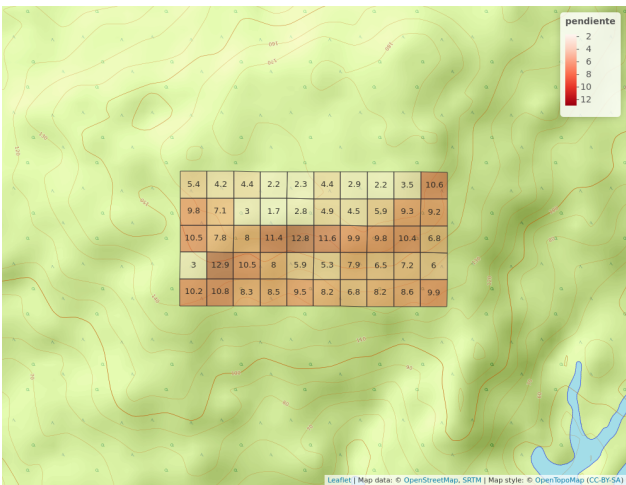 pendiente
2
4
6
8
10
12
5.4 4.2 4.4 2.2 2.3 4.4 2.9 2.2 3.5 10.6
9.8 7.1 3 1.7 2.8 4.9 4.5 5.9 9.3 9.2
10.5 7.8 8 11.4 12.8 11.6 9.9 9.8 10.4 6.8
3 12.9 10.5 8 5.9 5.3 7.9 6.5 7.2 6
10.2 10.8 8.3 8.5 9.5 8.2 6.8 8.2 8.6 9.9
Leaflet | Map data: © OpenStreetMap, SRTM | Map style: © OpenTopoMap (CC-BY-SA)